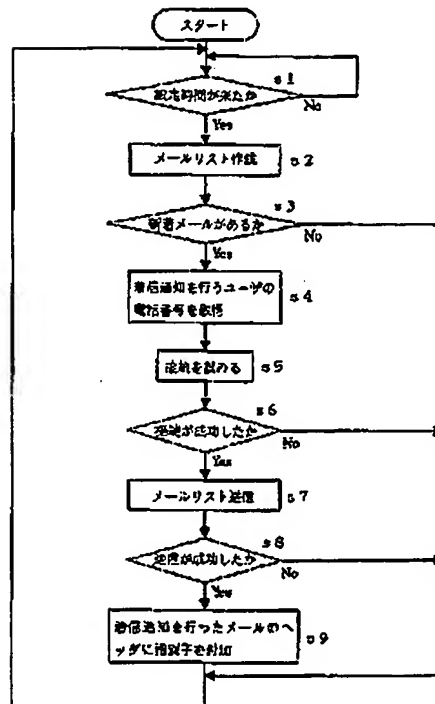 スタート
s1
設定時間が来たか
No
Yes
メールリスト作成
s2
s3
新着メールがあるか
No
Yes
着信通知を行うユーザの
電話番号を取得
s4
接続を試める
s5
s6
接続が成功したか
No
Yes
メールリスト送信
s7
s8
送信が成功したか
No
Yes
着信通知を行ったメールのヘ
ッダに識別子を付加
s9